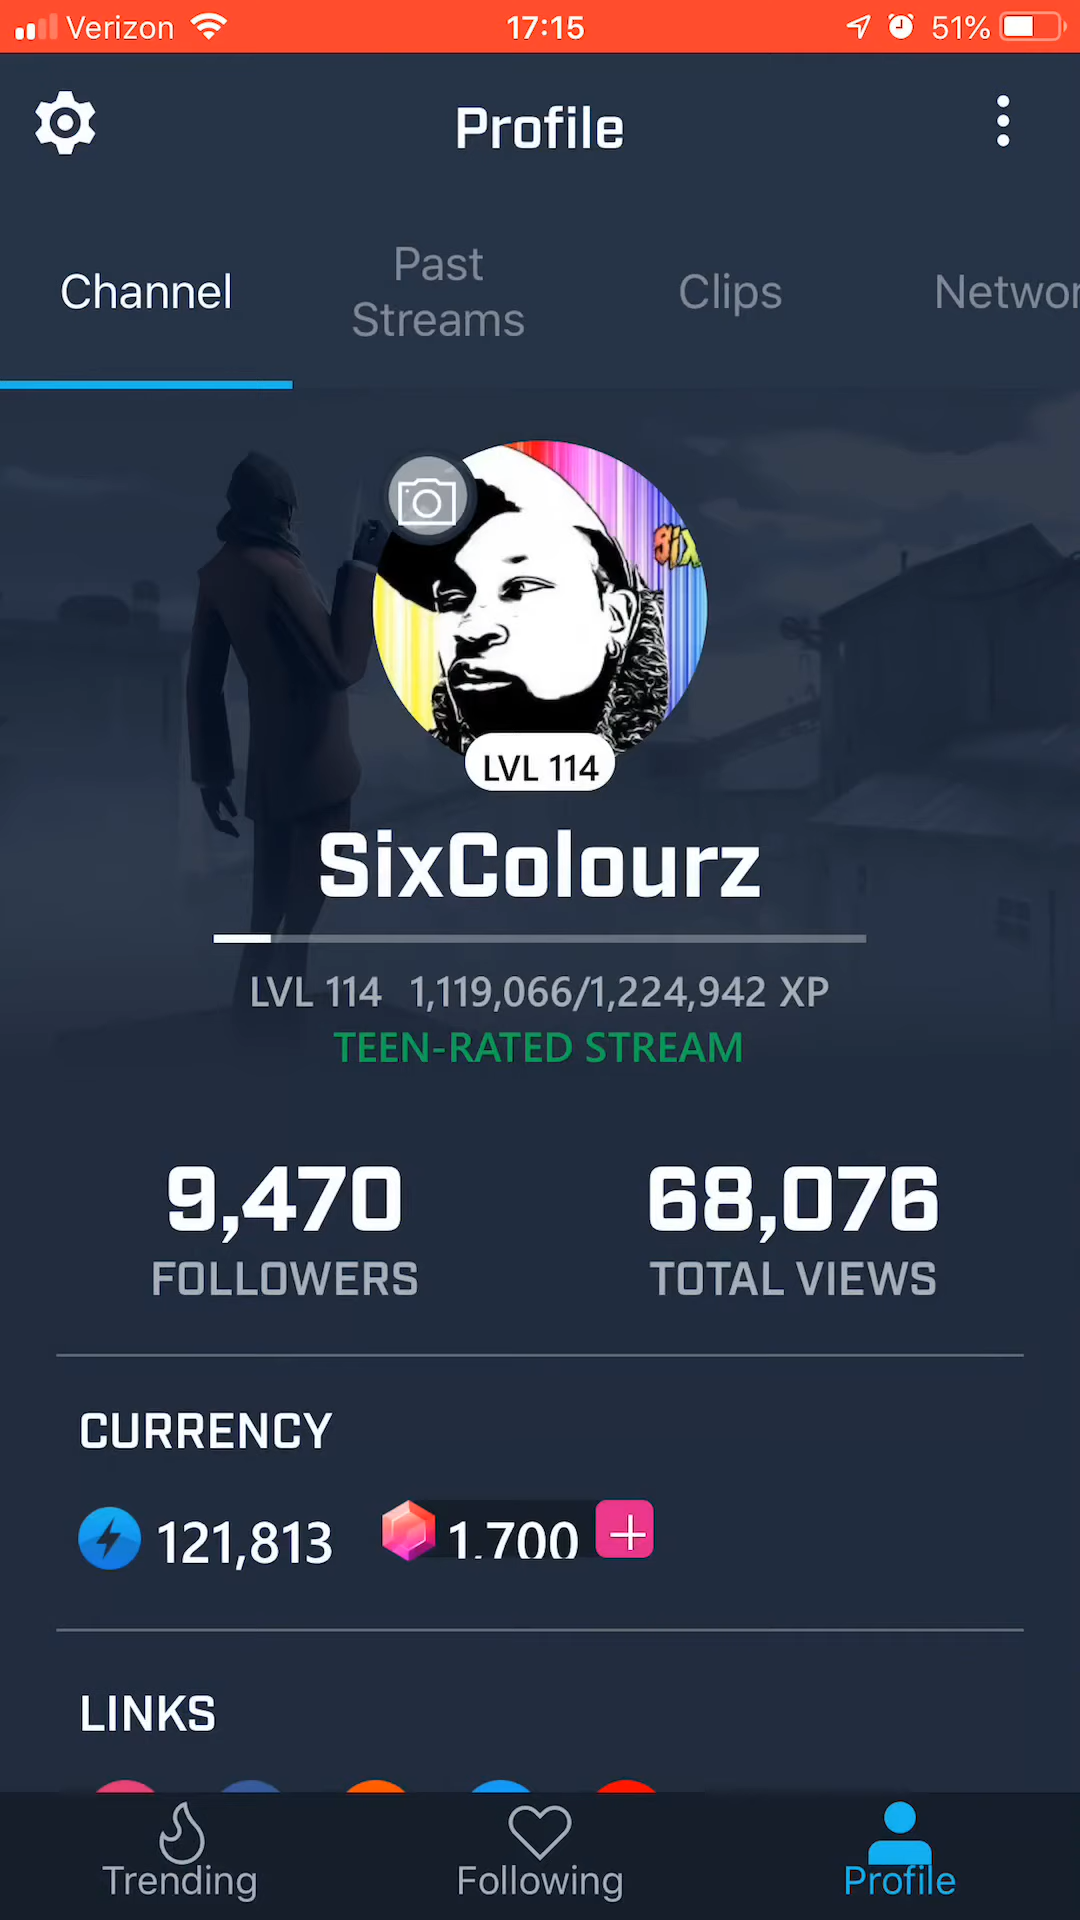 Verizon 17:15 51%
Profile
Channel
Past
Streams
Clips
Networ
SiX
LVL 114
SixColourz
LVL 114 1,119,066/1,224,942 XP
TEEN-RATED STREAM
9,470
FOLLOWERS
68,076
TOTAL VIEWS
CURRENCY
121,813 1,700
LINKS
Trending
Following
Profile